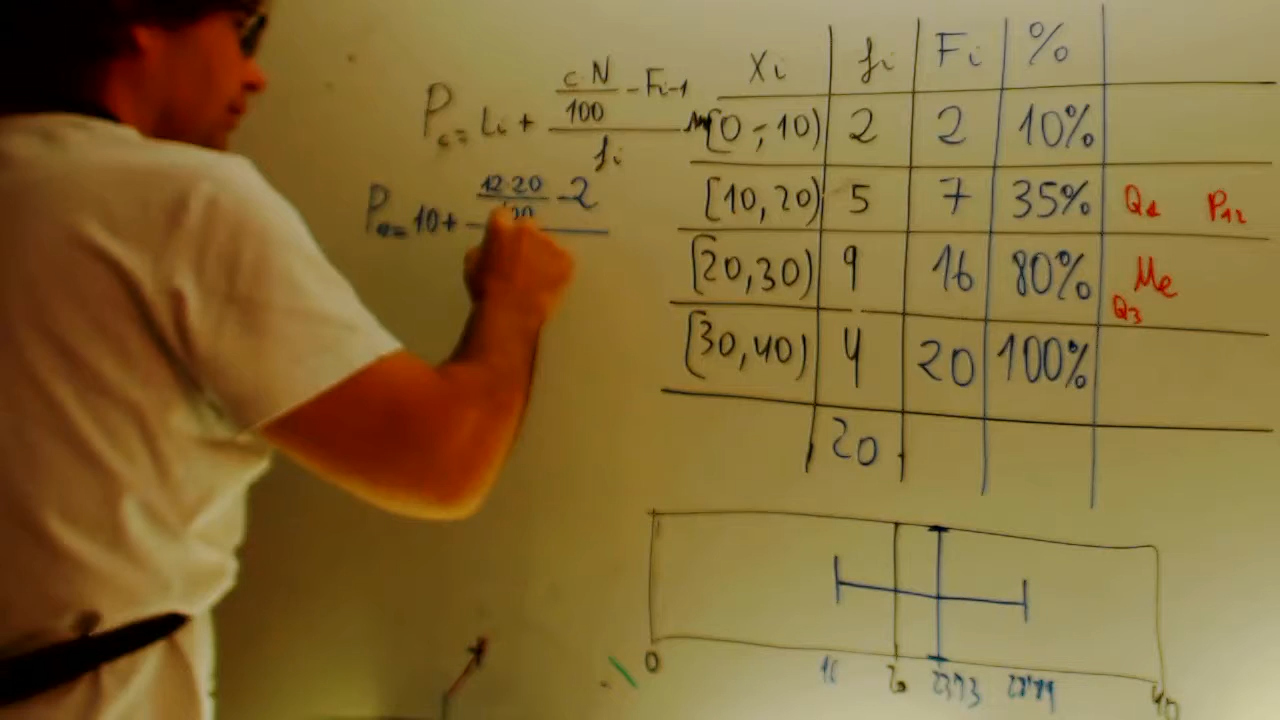 P_c = Li + (c·N/100 - Fi-1)/fi
P = 10 + 12·20/100 - 2
Xi fi Fi %
[0-10) 2 2 10%
[10,20) 5 7 35% Q1 P12
[20,30) 9 16 80% Me
Q3
[30,40) 4 20 100%
20
0 16 40